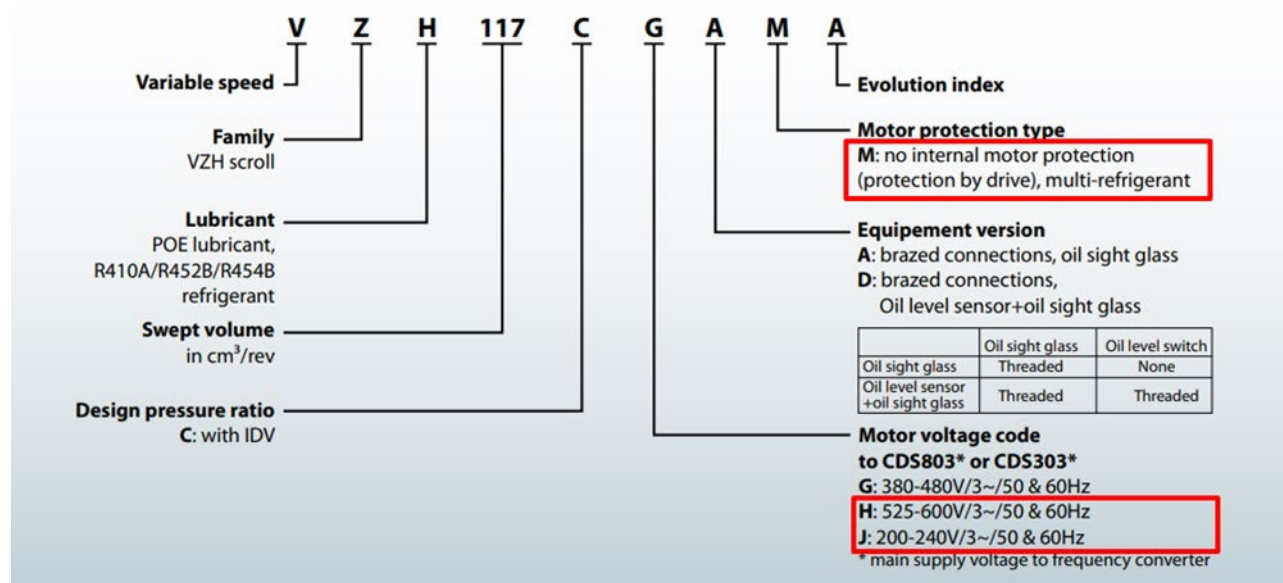 V Z H 117 C G A M A
Variable speed
Family
VZH scroll
Lubricant
POE lubricant,
R410A/R452B/R454B
refrigerant
Swept volume
in cm³/rev
Design pressure ratio
C: with IDV
Evolution index
Motor protection type
M: no internal motor protection
(protection by drive), multi-refrigerant
Equipement version
A: brazed connections, oil sight glass
D: brazed connections,
Oil level sensor+oil sight glass
Oil sight glass Oil level switch
Oil sight glass Threaded None
Oil level sensor
+oil sight glass Threaded Threaded
Motor voltage code
to CDS803* or CDS303*
G: 380-480V/3~/50 & 60Hz
H: 525-600V/3~/50 & 60Hz
J: 200-240V/3~/50 & 60Hz
* main supply voltage to frequency converter